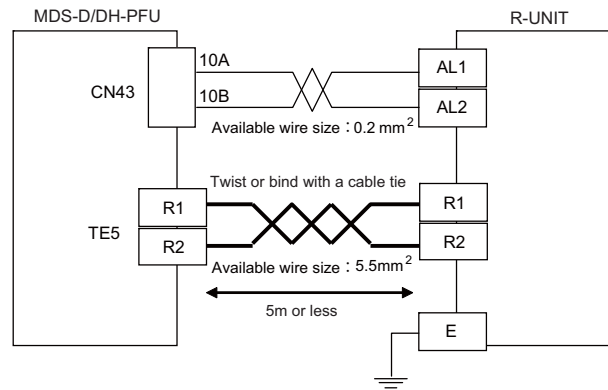 MDS-D/DH-PFU
R-UNIT
10A
AL1
CN43
10B
AL2
Available wire size：0.2 mm²
Twist or bind with a cable tie
R1
R1
TE5
R2
R2
Available wire size：5.5mm²
5m or less
E